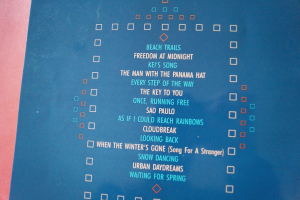 BEACH TRAILS
FREEDOM AT MIDNIGHT
KEI'S SONG
THE MAN WITH THE PANAMA HAT
EVERY STEP OF THE WAY
THE KEY TO YOU
ONCE, RUNNING FREE
SAO PAULO
AS IF I COULD REACH RAINBOWS
CLOUDBREAK
LOOKING BACK
WHEN THE WINTER'S GONE (Song For A Stranger)
SNOW DANCING
URBAN DAYDREAMS
WAITING FOR SPRING